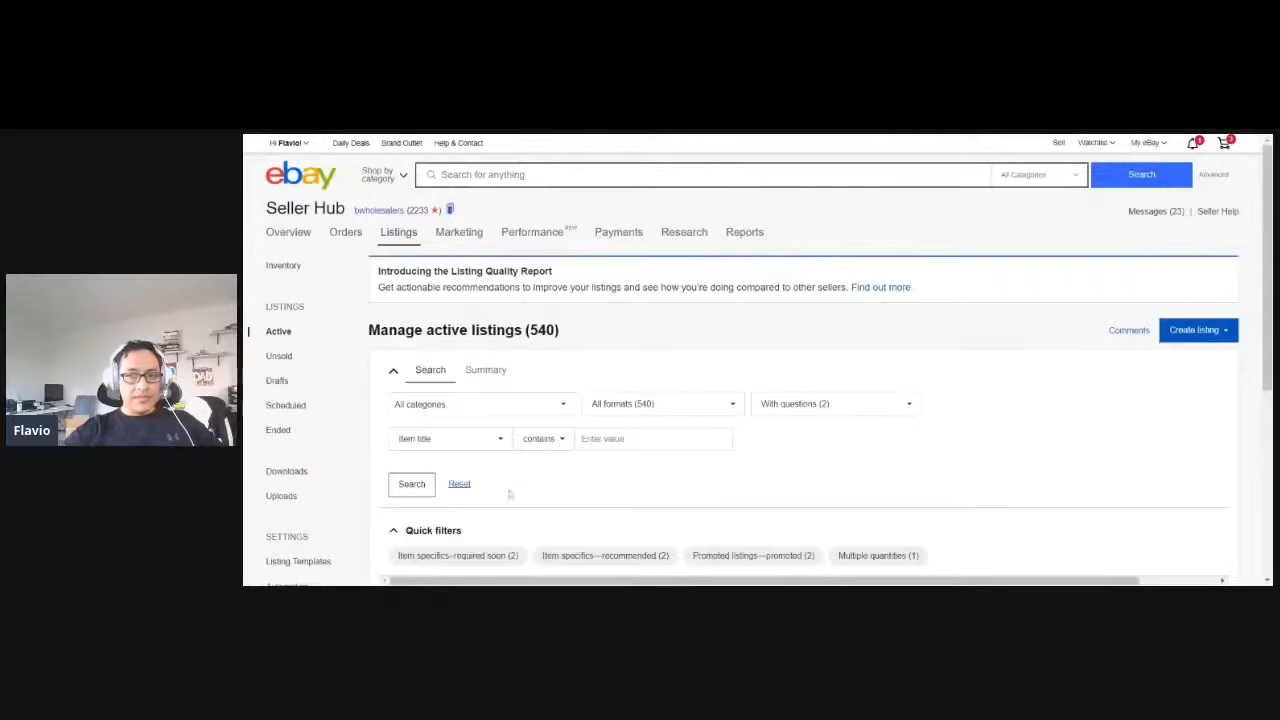 Hi Flavio!
Daily Deals
Brand Outlet
Help & Contact
Sell
Watchlist
My eBay
1
3
ebay
Shop by category
Search for anything
All Categories
Search
Advanced
Seller Hub
bwholesalers (2233 ★)
Messages (23) | Seller Help
Overview
Orders
Listings
Marketing
Performance NEW
Payments
Research
Reports
Inventory
LISTINGS
Active
Unsold
Drafts
Scheduled
Ended
Downloads
Uploads
SETTINGS
Listing Templates
Introducing the Listing Quality Report
Get actionable recommendations to improve your listings and see how you're doing compared to other sellers. Find out more
Manage active listings (540)
Comments
Create listing
Search
Summary
All categories
All formats (540)
With questions (2)
Item title
contains
Enter value
Search
Reset
Quick filters
Item specifics–required soon (2)
Item specifics—recommended (2)
Promoted listings—promoted (2)
Multiple quantities (1)
DAD
Flavio